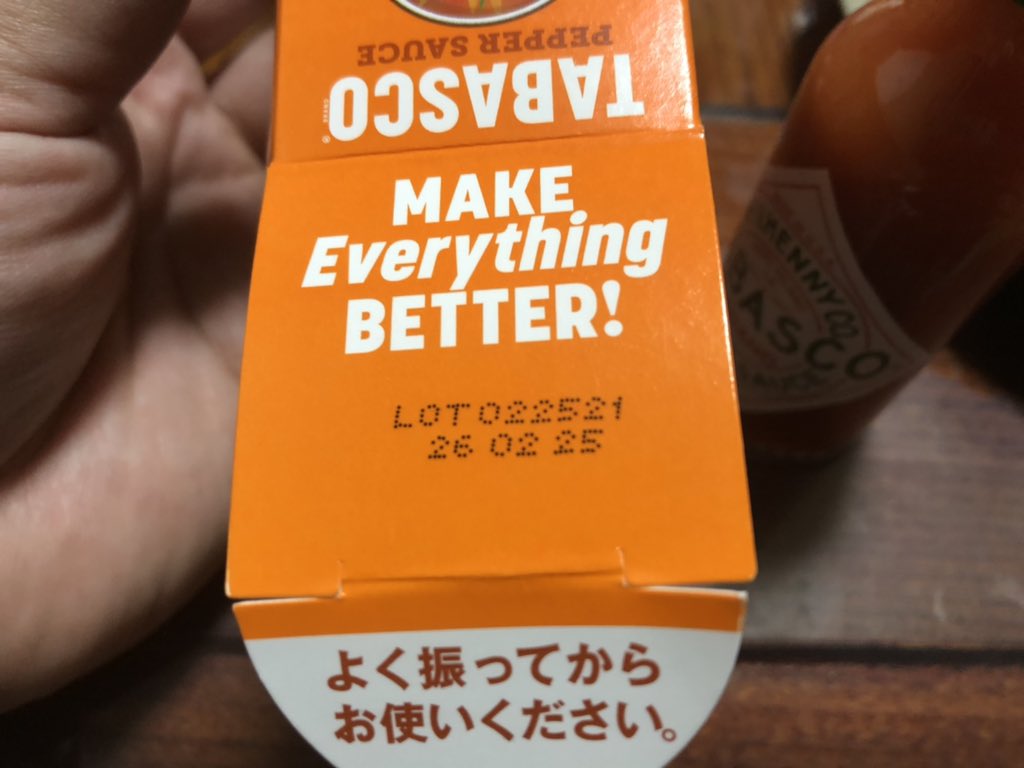 PEPPER SAUCE
TABASCO
MAKE
Everything
BETTER!
LOT 022521
26 02 25
よく振ってから
お使いください。